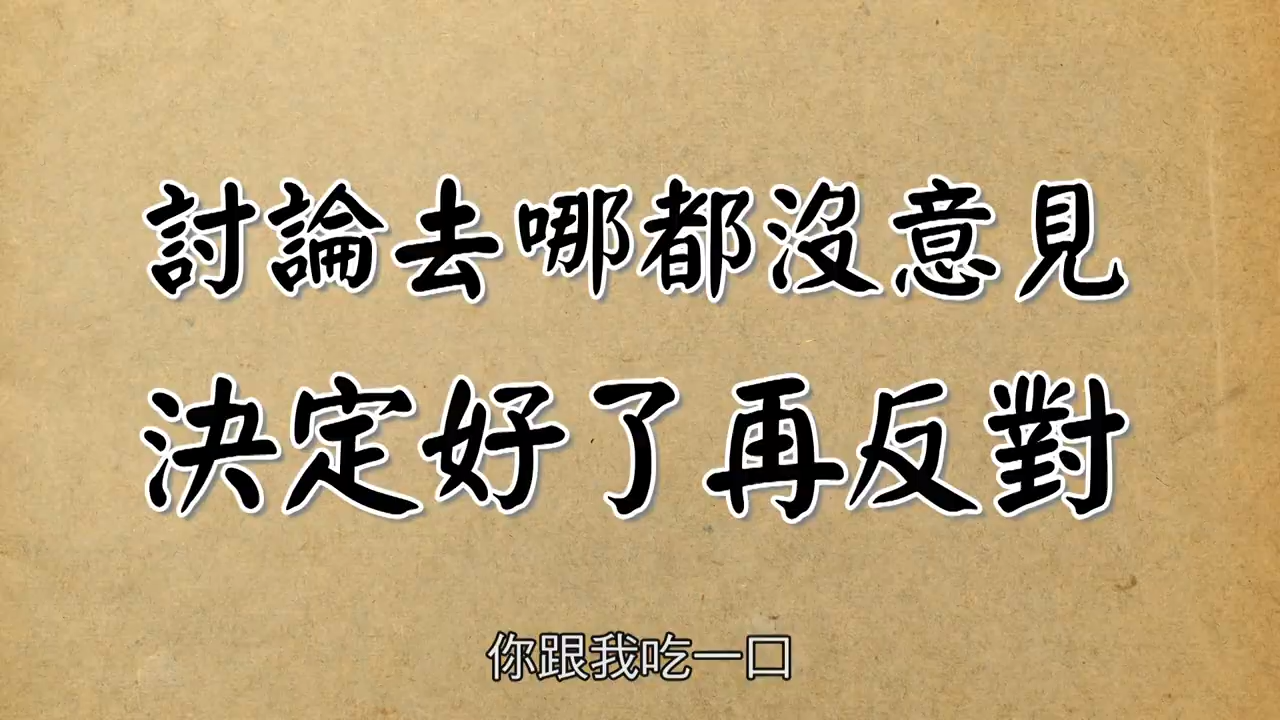 討論去哪都沒意見
決定好了再反對
你跟我吃一口